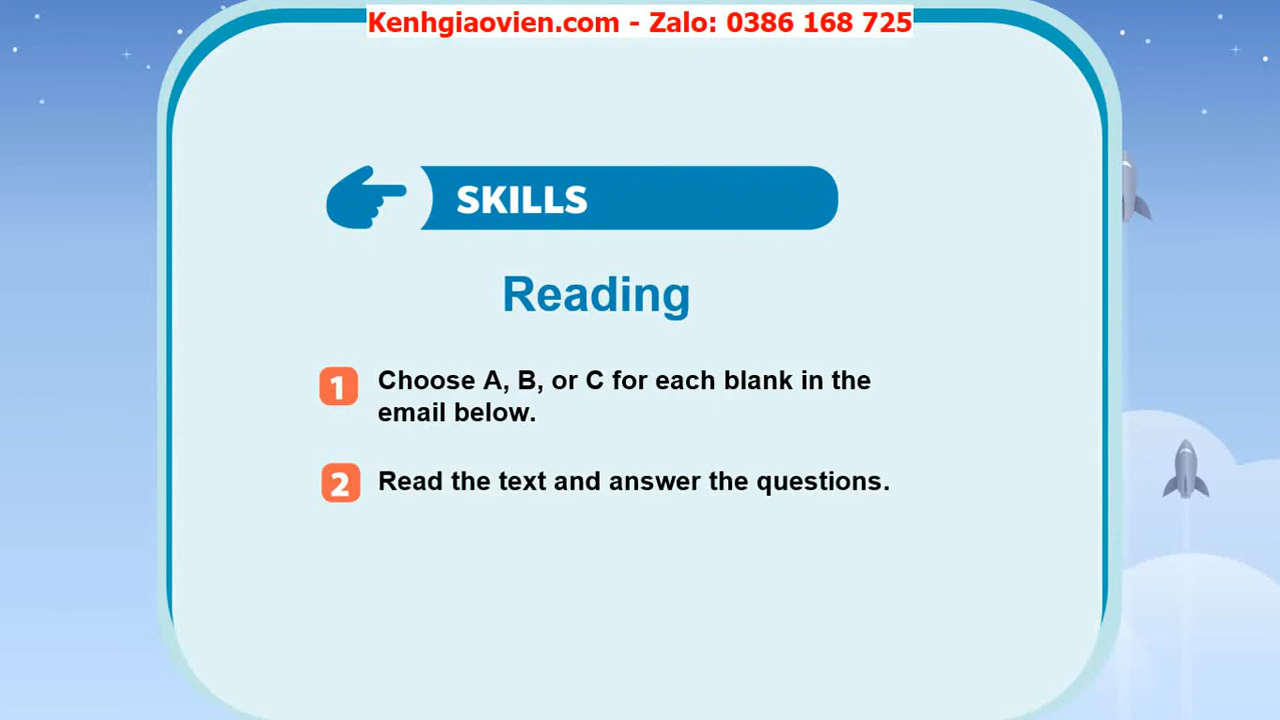 Kenhgiaovien.com - Zalo: 0386 168 725
SKILLS
Reading
1 Choose A, B, or C for each blank in the
email below.
2 Read the text and answer the questions.